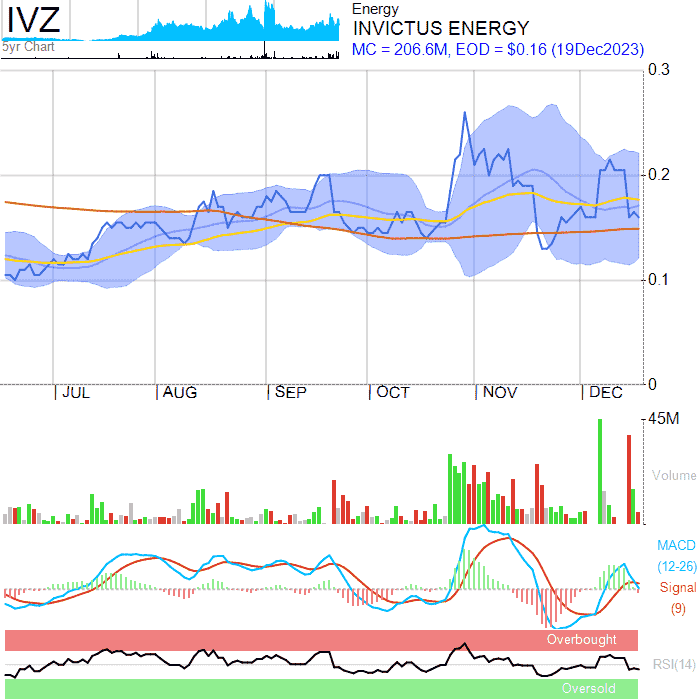 IVZ
5yr Chart
Energy
INVICTUS ENERGY
MC = 206.6M, EOD = $0.16 (19Dec2023)
0.3
0.2
0.1
0
JUL
AUG
SEP
OCT
NOV
DEC
45M
Volume
MACD
(12-26)
Signal
(9)
Overbought
RSI(14)
Oversold